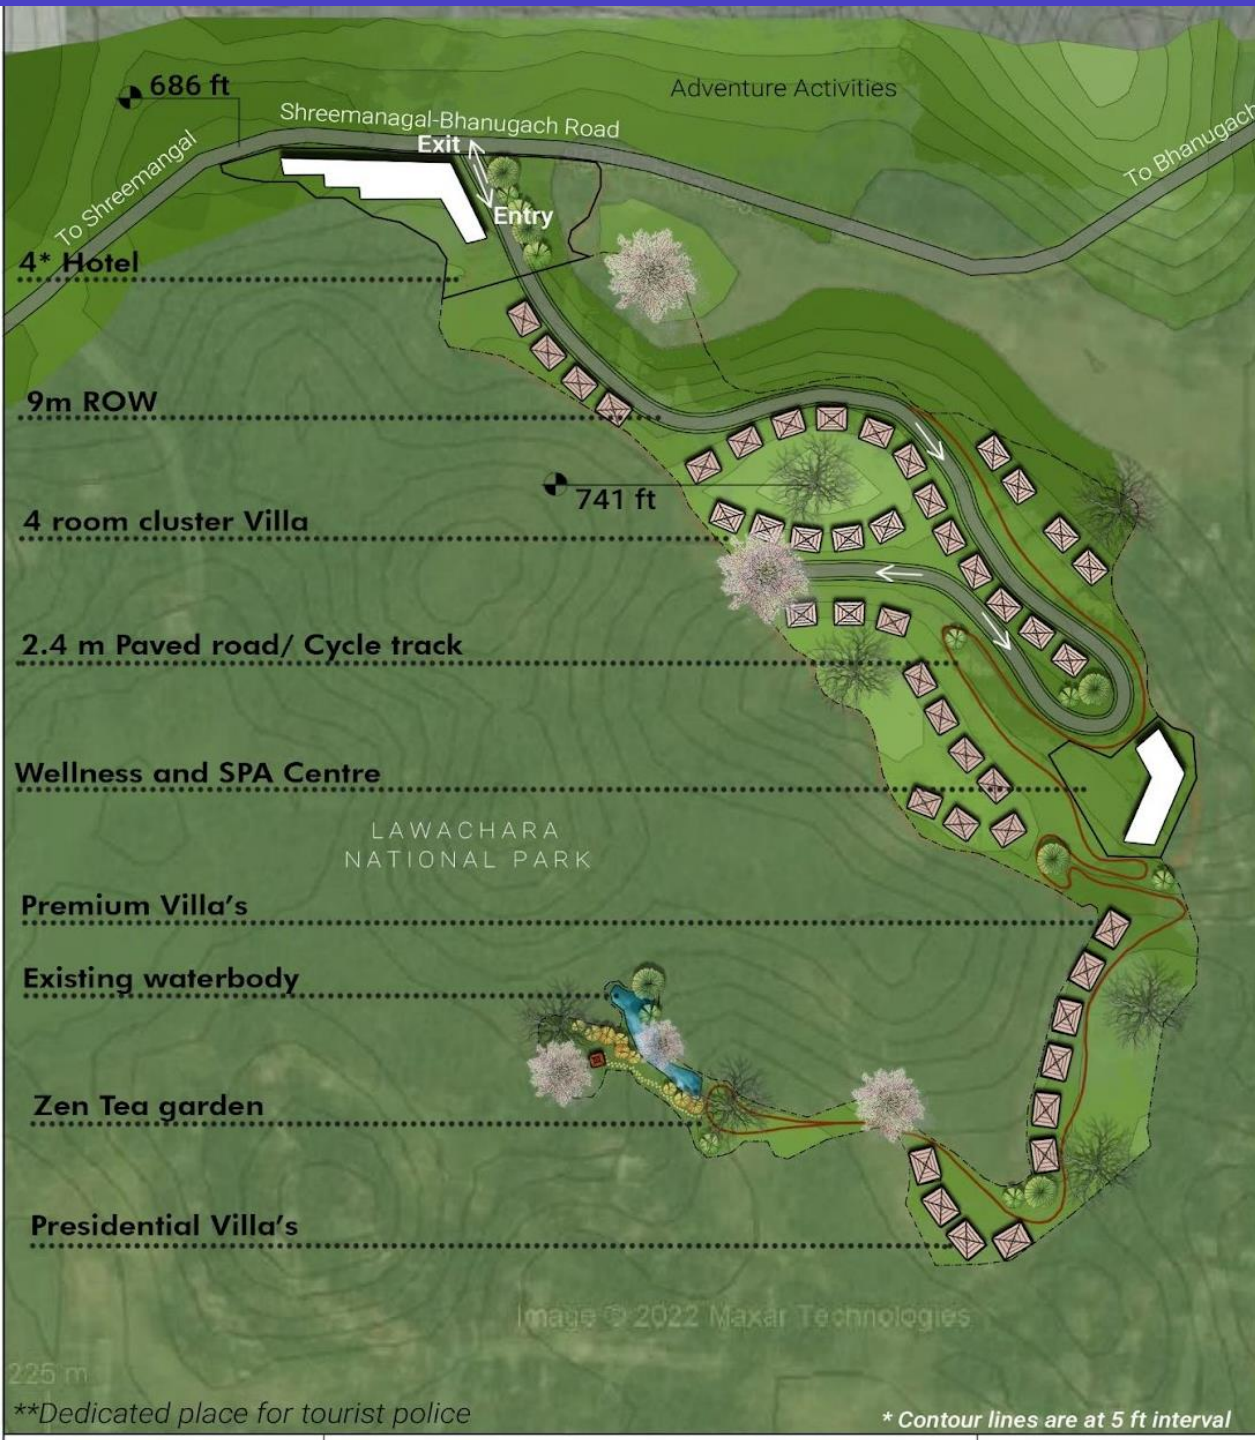 686 ft
Adventure Activities
Shreemanagal-Bhanugach Road
Exit
To Bhanugach
To Shreemangal
Entry
4* Hotel
9m ROW
741 ft
4 room cluster Villa
2.4 m Paved road/ Cycle track
Wellness and SPA Centre
LAWACHARA
NATIONAL PARK
Premium Villa's
Existing waterbody
Zen Tea garden
Presidential Villa's
Image © 2022 Maxar Technologies
225 m
**Dedicated place for tourist police
* Contour lines are at 5 ft interval